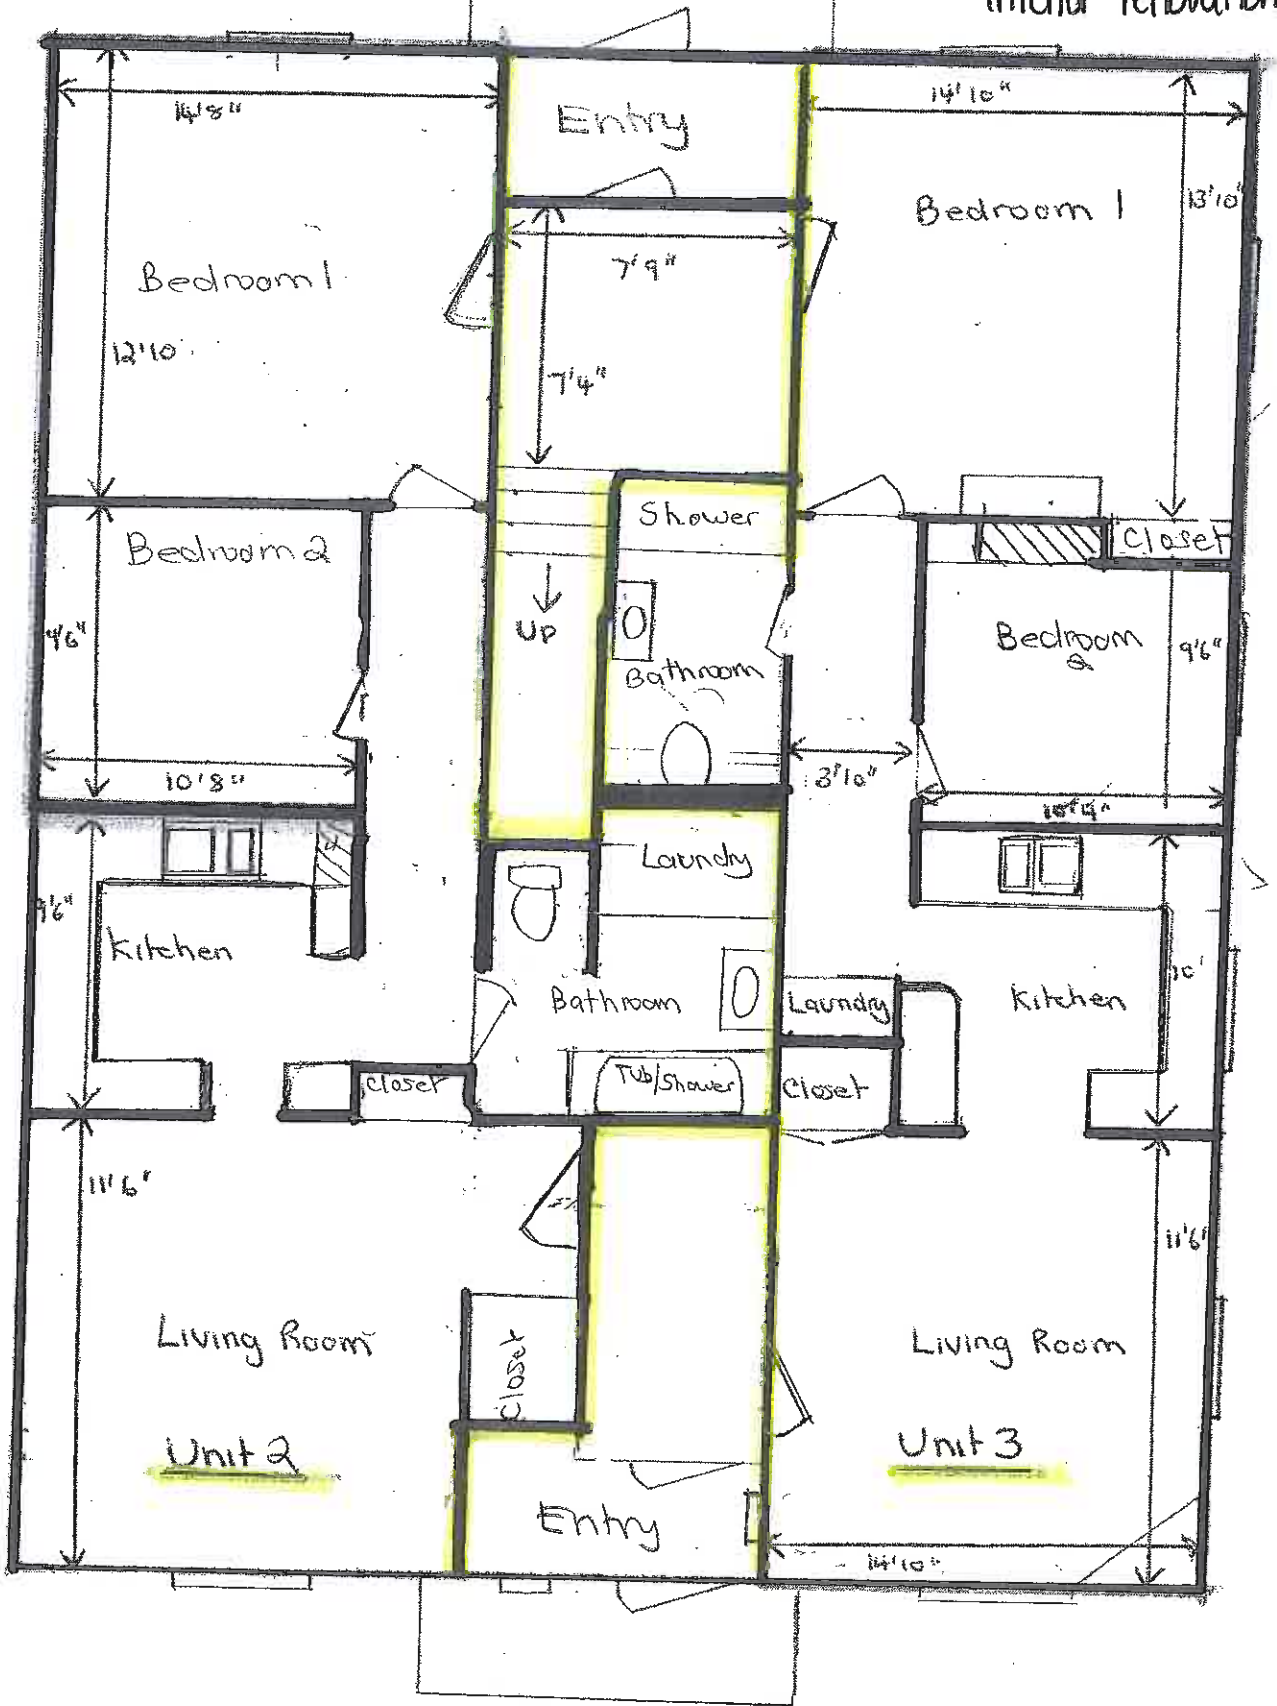 interior renovation
14'8"
Entry
14'10"
Bedroom 1
13'10"
7'9"
Bedroom 1
12'10
7'4"
Shower
Closet
Bedroom 2
9'6"
UP
Bathroom
Bedroom
2
9'6"
10'8"
3'10"
Laundry
9'6"
Kitchen
Bathroom
Laundry
Kitchen
10'
Closet
Tub/Shower
Closet
11'6"
11'6"
Living Room
Closet
Living Room
Unit 2
Unit 3
Entry
14'10"